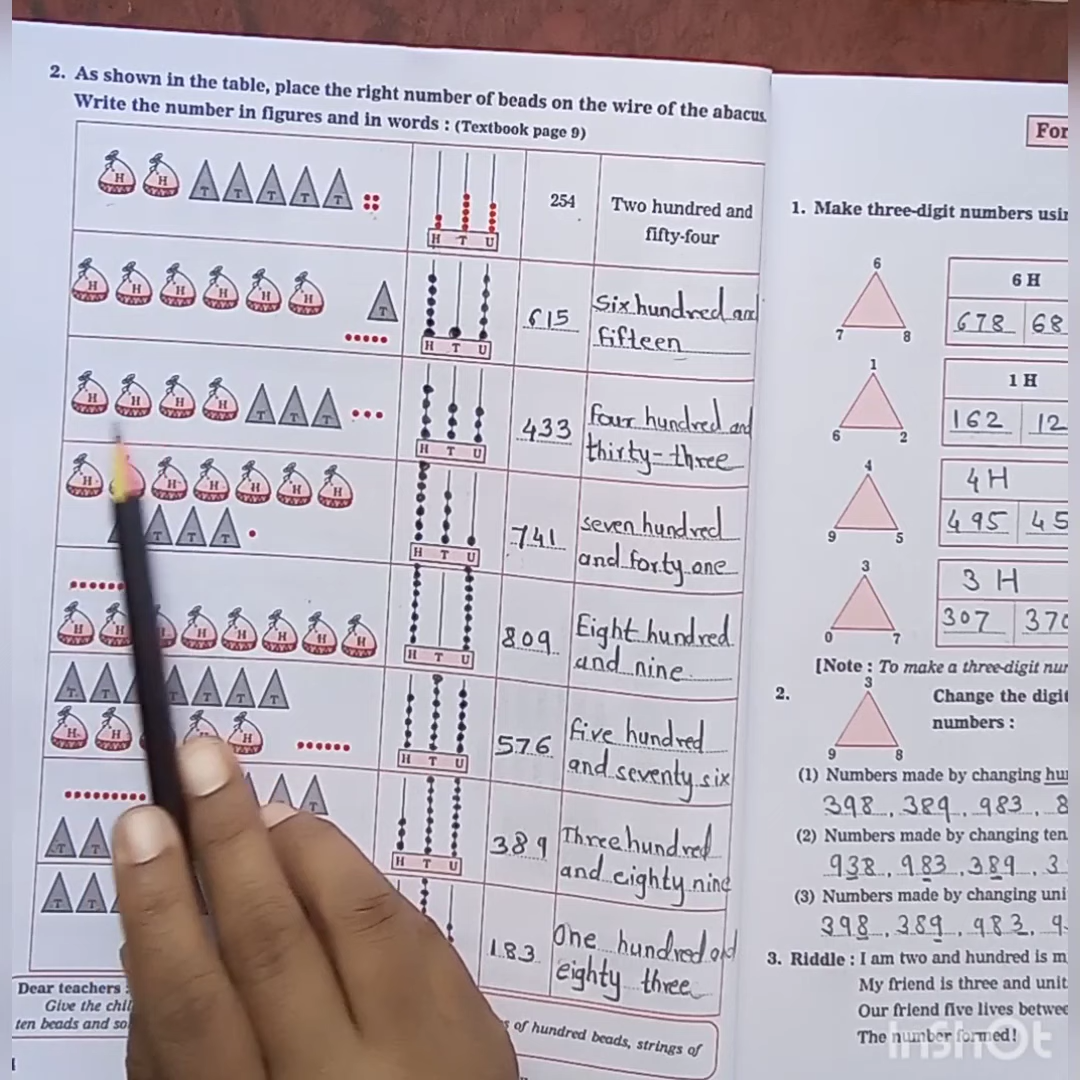 2. As shown in the table, place the right number of beads on the wire of the abacus.
Write the number in figures and in words : (Textbook page 9)
H H T T T T T
H T U
254
Two hundred and
fifty-four
H H H H H H T
H T U
615
Six hundred and
fifteen
H H H H T T T
H T U
433
Four hundred and
thirty-three
H H H H H H
T T T
H T U
741
seven hundred
and forty one
H H H H H H H H
H T U
809
Eight hundred
and nine
T T T T T T
H H H H
H T U
576
Five hundred
and seventy six
T T T
H T U
389
Three hundred
and eighty nine
T T
183
One hundred and
eighty three
Dear teachers :
Give the
ten beads and so
s of hundred beads, strings of
For
1. Make three-digit numbers
6
7 8
6 H
678 68
1
6 2
1 H
162 12
4
9 5
4 H
495 45
3
0 7
3 H
307 370
[Note : To make a three-digit
2.
3
9 8
Change the
numbers :
(1) Numbers made by changing
398, 389, 983, 8
(2) Numbers made by changing ten
938, 983, 389, 3
(3) Numbers made by changing
398, 389, 983, 9
3. Riddle : I am two and hundred is
My friend is three and
Our friend five lives
The number formed!
InShOt